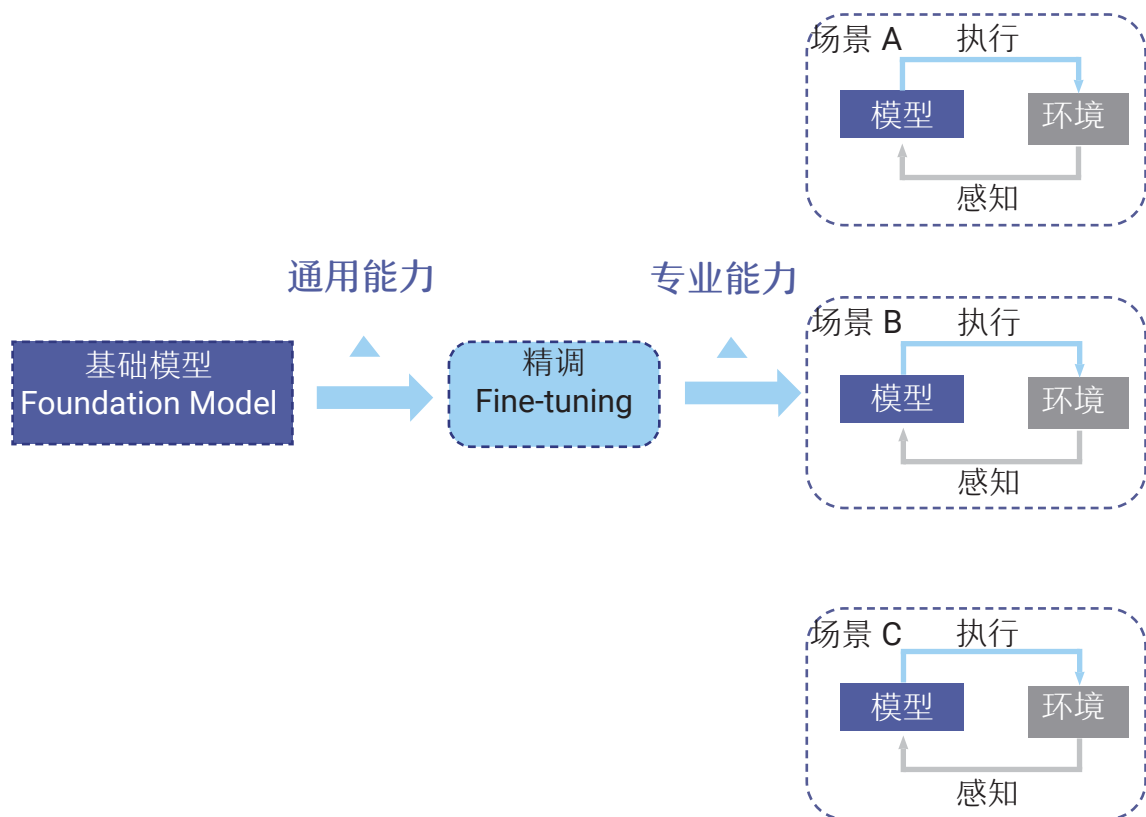 场景 A
执行
模型
环境
感知
通用能力
专业能力
基础模型
Foundation Model
精调
Fine-tuning
场景 B
执行
模型
环境
感知
场景 C
执行
模型
环境
感知